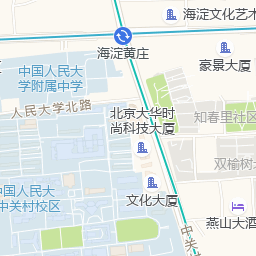 海淀文化艺术
海淀黄庄
豪景大厦
中国人民大
学附属中学
人民大学北路
北京大华时
尚科技大厦
知春里社区
双榆树
中国人民大
中关村校区
文化大厦
燕山大酒
中关